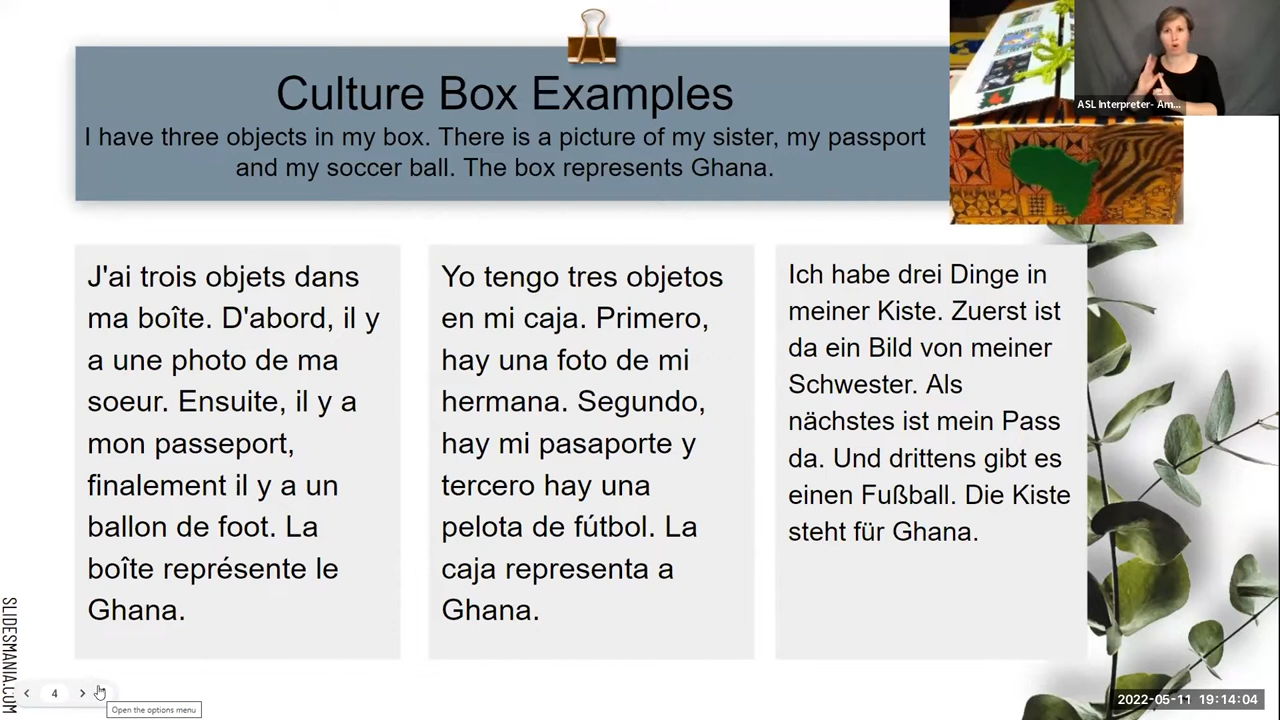 Culture Box Examples
I have three objects in my box. There is a picture of my sister, my passport
and my soccer ball. The box represents Ghana.
ASL Interpreter- Am...
J'ai trois objets dans
ma boîte. D'abord, il y
a une photo de ma
soeur. Ensuite, il y a
mon passeport,
finalement il y a un
ballon de foot. La
boîte représente le
Ghana.
Yo tengo tres objetos
en mi caja. Primero,
hay una foto de mi
hermana. Segundo,
hay mi pasaporte y
tercero hay una
pelota de fútbol. La
caja representa a
Ghana.
Ich habe drei Dinge in
meiner Kiste. Zuerst ist
da ein Bild von meiner
Schwester. Als
nächstes ist mein Pass
da. Und drittens gibt es
einen Fußball. Die Kiste
steht für Ghana.
SLIDESMANIA.COM
4
Open the options menu
2022-05-11 19:14:04